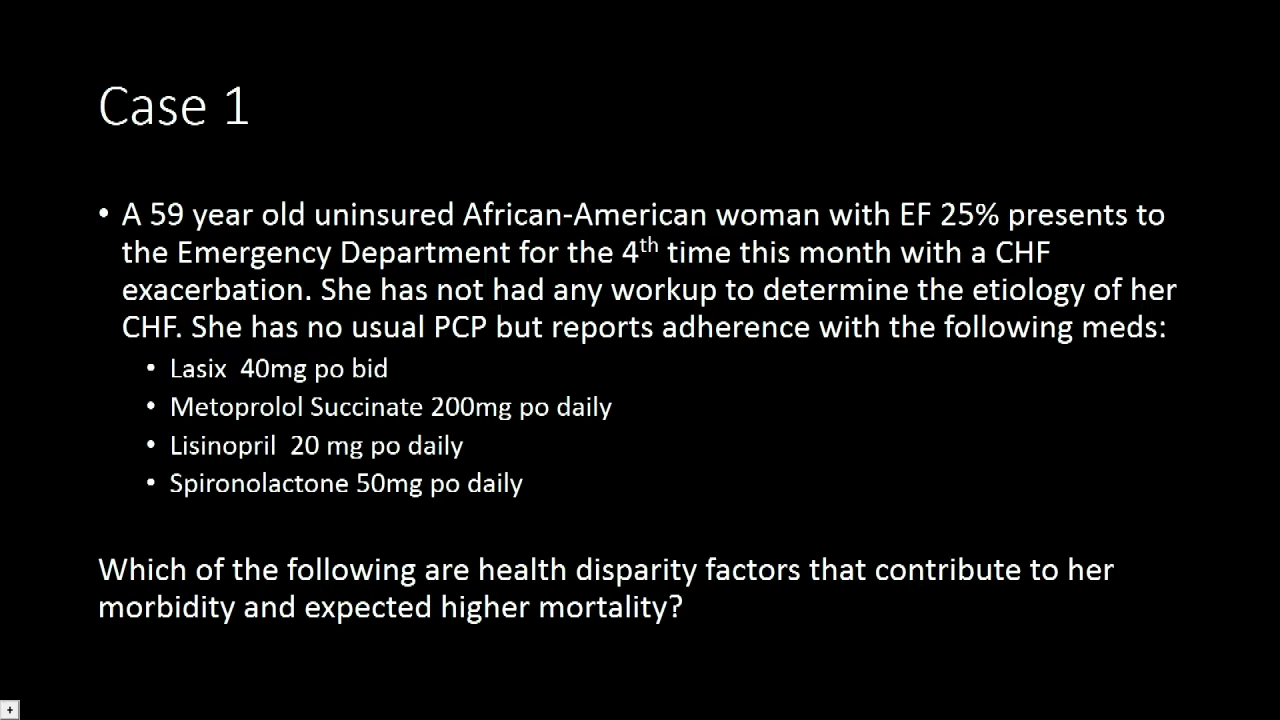 Case 1
• A 59 year old uninsured African-American woman with EF 25% presents to
the Emergency Department for the 4th time this month with a CHF
exacerbation. She has not had any workup to determine the etiology of her
CHF. She has no usual PCP but reports adherence with the following meds:
• Lasix  40mg po bid
• Metoprolol Succinate 200mg po daily
• Lisinopril  20 mg po daily
• Spironolactone 50mg po daily
Which of the following are health disparity factors that contribute to her
morbidity and expected higher mortality?
+